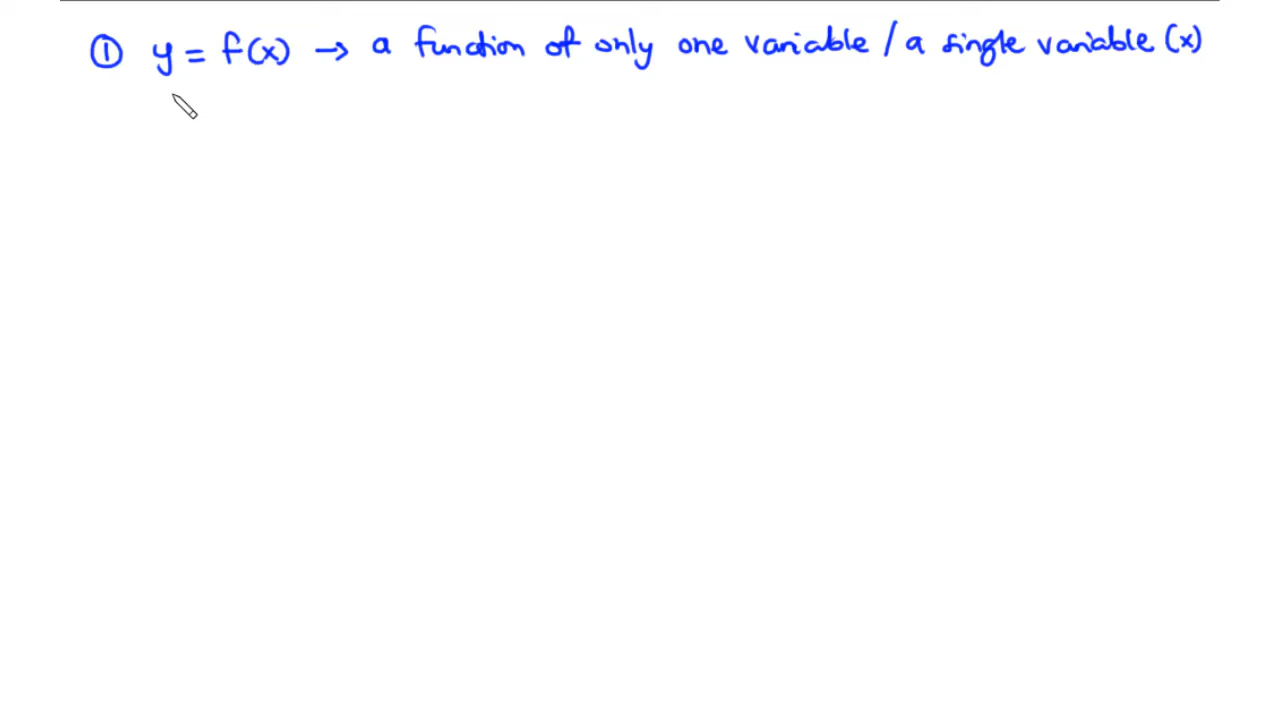 ① y = f(x) → a function of only one variable / a single variable (x)